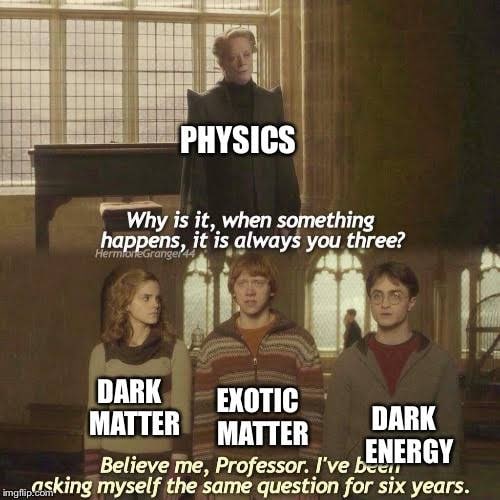 PHYSICS
Why is it, when something
happens, it is always you three?
HermioneGranger44
DARK
MATTER
EXOTIC
MATTER
DARK
ENERGY
Believe me, Professor. I've been
asking myself the same question for six years.
imgflip.com